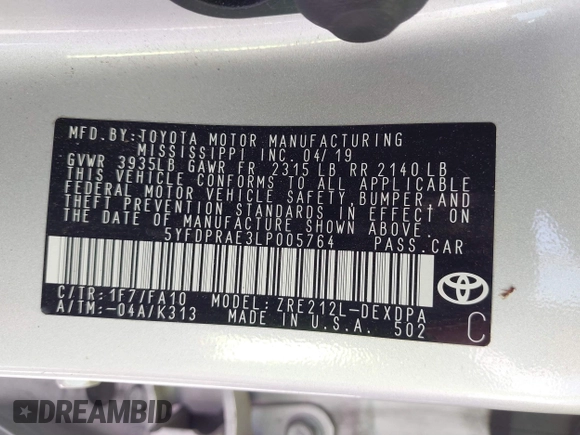 MFD.BY:TOYOTA MOTOR MANUFACTURING
MISSISSIPPI INC. 04/19
GVWR 3935LB GAWR FR 2315 LB RR 2140 LB
THIS VEHICLE CONFORMS TO ALL APPLICABLE
FEDERAL MOTOR VEHICLE SAFETY, BUMPER, AND
THEFT PREVENTION STANDARDS IN EFFECT ON
THE DATE OF MANUFACTURE SHOWN ABOVE.
5YFDPRAE3LP005764 PASS.CAR
C/TR:1F7/FA10 MODEL: ZRE212L-DEXDPA
A/TM:-04A/K313 MADE IN U.S.A. 502
C
DREAMBID